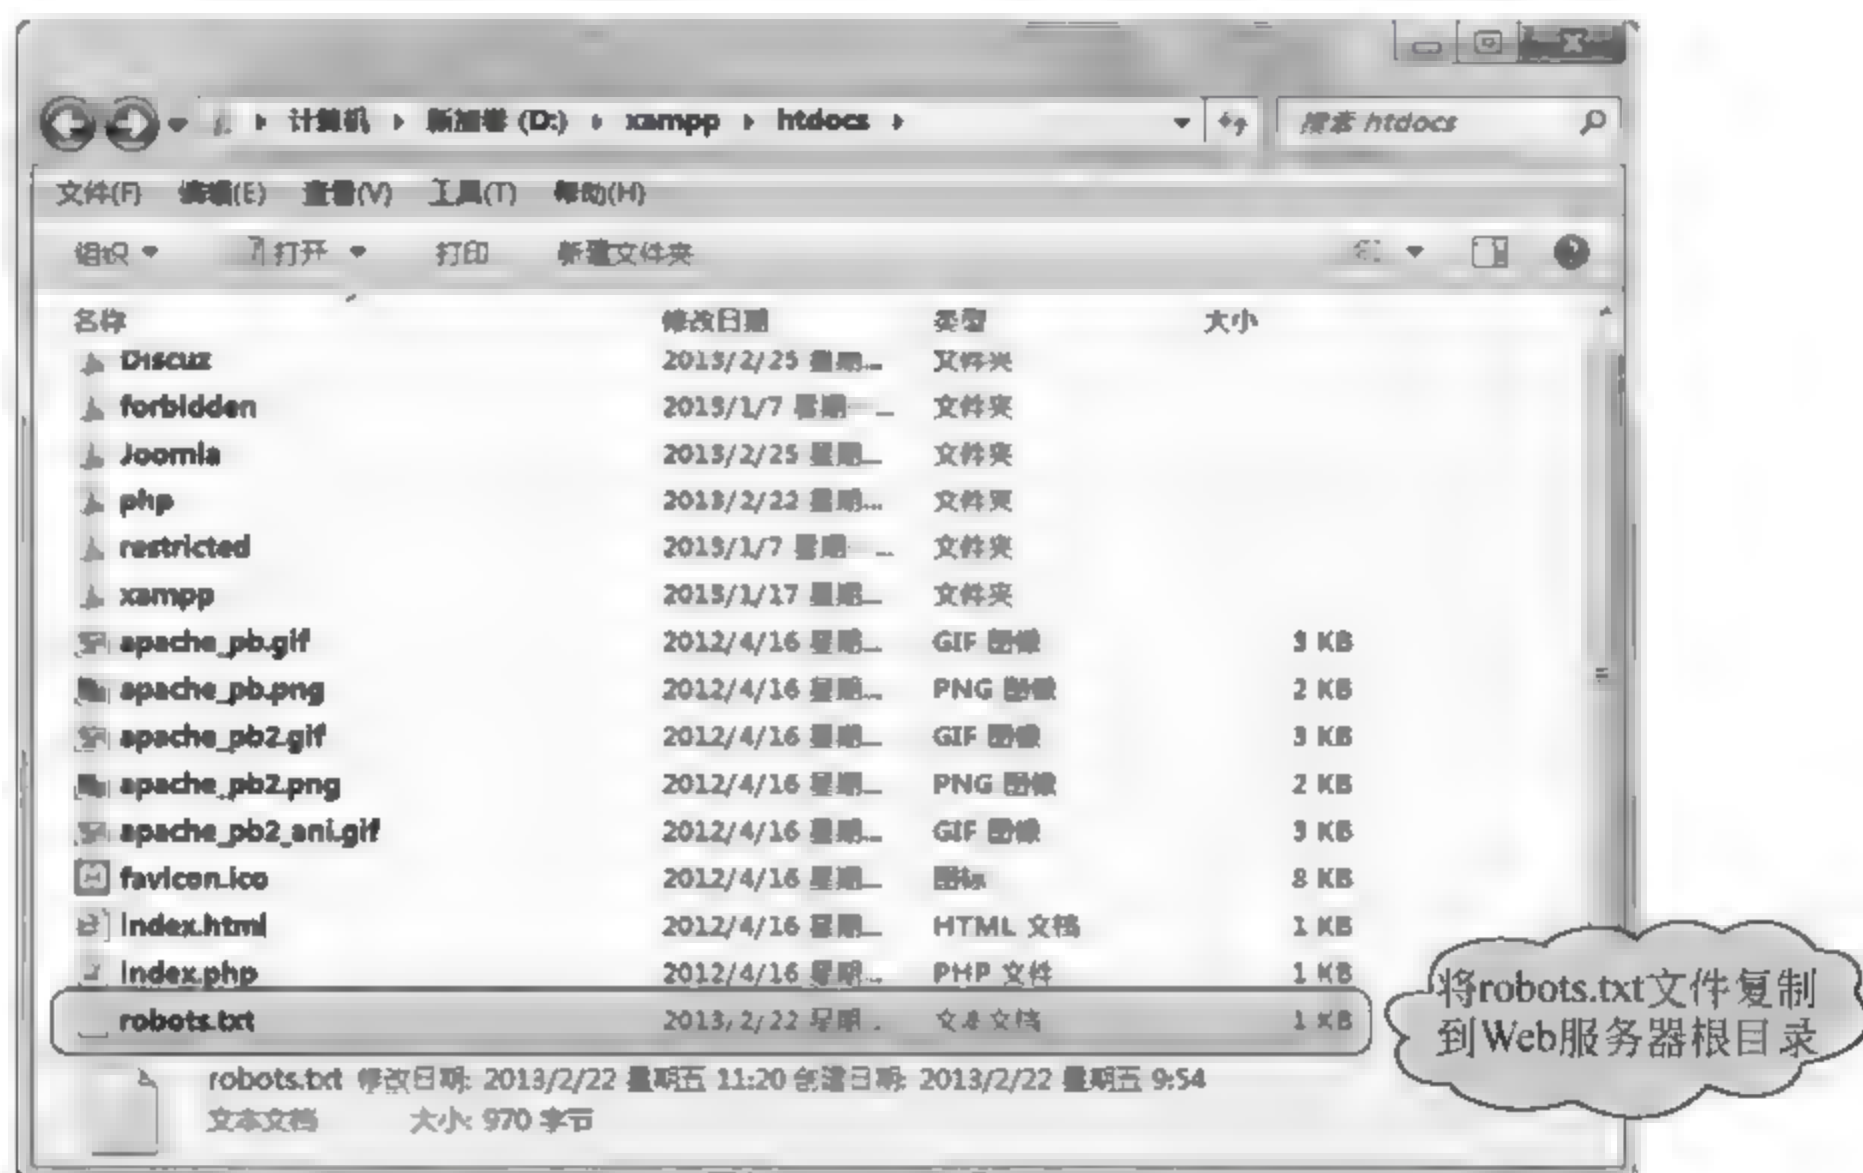 计算机 新加卷 (D:) xampp htdocs 搜索 htdocs
文件(F) 编辑(E) 查看(V) 工具(T) 帮助(H)
组织 打开 打印 新建文件夹
名称 修改日期 类型 大小
Discuz 2013/2/25 星期... 文件夹
forbidden 2013/1/7 星期一 ... 文件夹
Joomla 2013/2/25 星期... 文件夹
php 2013/2/22 星期... 文件夹
restricted 2013/1/7 星期一 ... 文件夹
xampp 2013/1/17 星期... 文件夹
apache_pb.gif 2012/4/16 星期... GIF 图像 3 KB
apache_pb.png 2012/4/16 星期... PNG 图像 2 KB
apache_pb2.gif 2012/4/16 星期... GIF 图像 3 KB
apache_pb2.png 2012/4/16 星期... PNG 图像 2 KB
apache_pb2_ani.gif 2012/4/16 星期... GIF 图像 3 KB
favicon.ico 2012/4/16 星期... 图标 8 KB
index.html 2012/4/16 星期... HTML 文档 1 KB
index.php 2012/4/16 星期... PHP 文件 1 KB
robots.txt 2013/2/22 星期... 文本文档 1 KB
将robots.txt文件复制
到Web服务器根目录
robots.txt 修改日期: 2013/2/22 星期五 11:20 创建日期: 2013/2/22 星期五 9:54
文本文档 大小: 970 字节